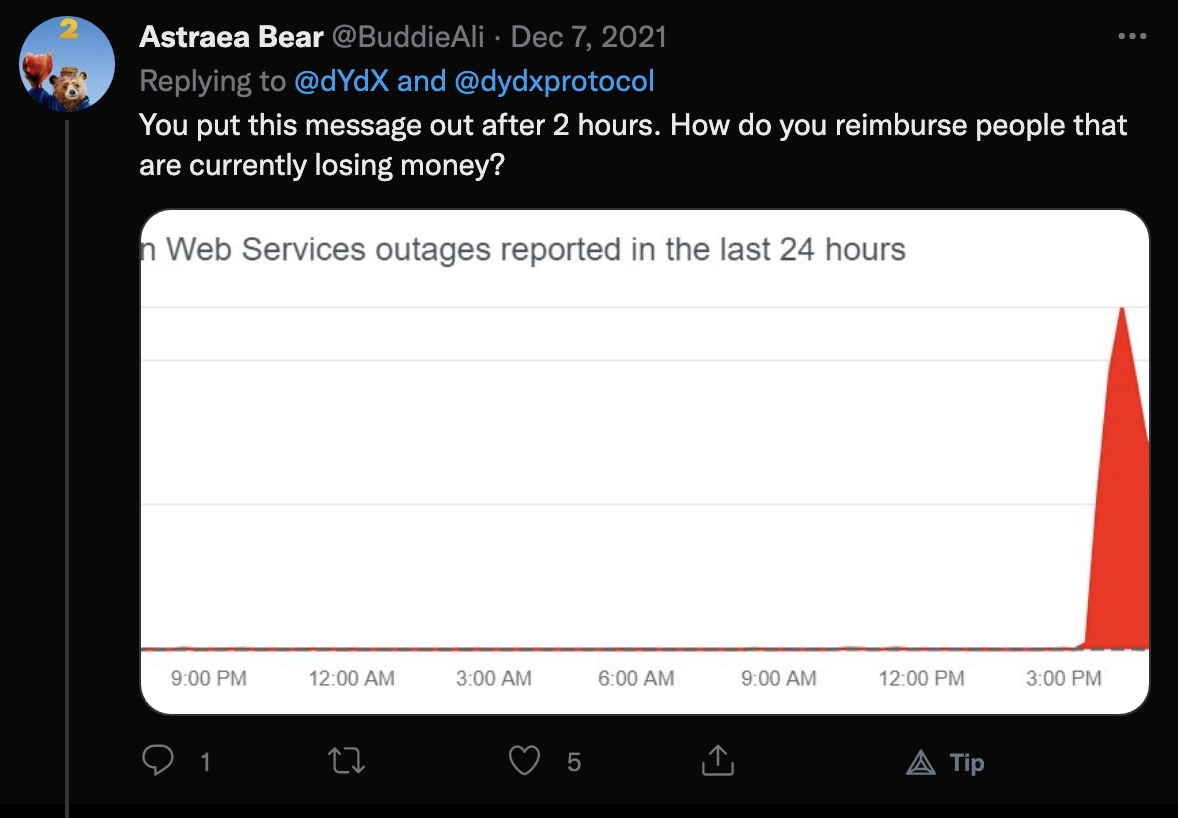 2
Astraea Bear @BuddieAli · Dec 7, 2021
Replying to @dYdX and @dydxprotocol
You put this message out after 2 hours. How do you reimburse people that
are currently losing money?
n Web Services outages reported in the last 24 hours
9:00 PM 12:00 AM 3:00 AM 6:00 AM 9:00 AM 12:00 PM 3:00 PM
1 5 Tip